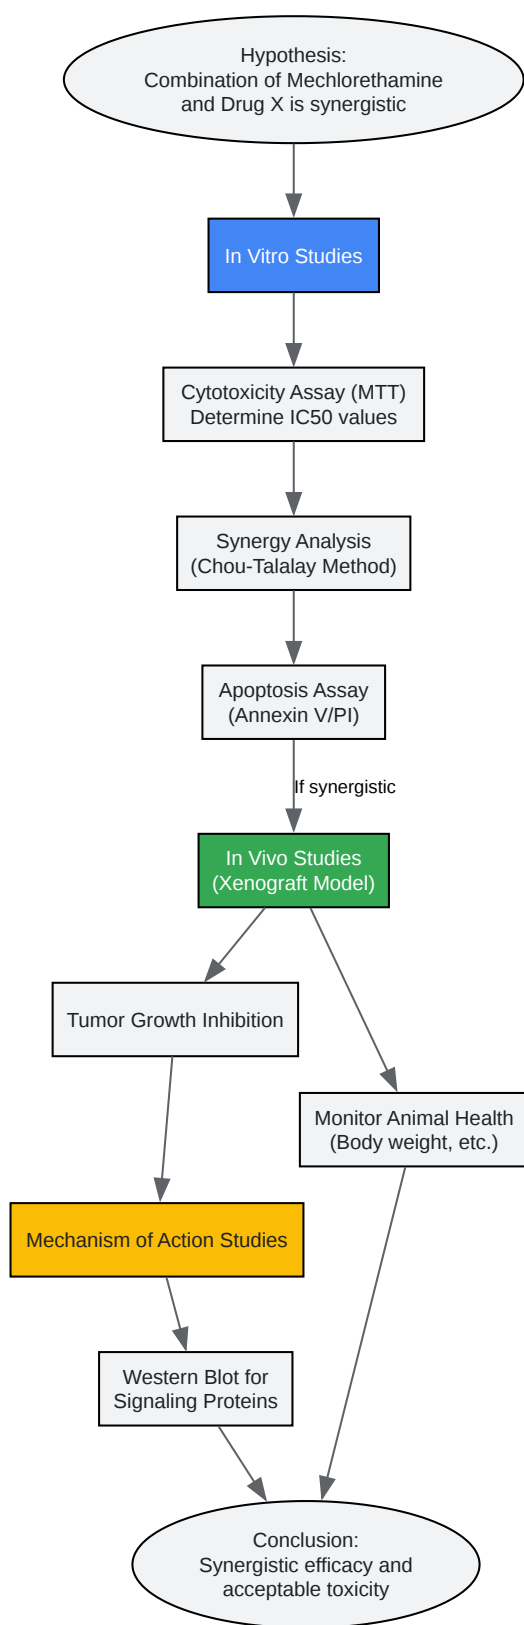 Hypothesis:
Combination of Mechlorethamine
and Drug X is synergistic
In Vitro Studies
Cytotoxicity Assay (MTT)
Determine IC50 values
Synergy Analysis
(Chou-Talalay Method)
Apoptosis Assay
(Annexin V/PI)
If synergistic
In Vivo Studies
(Xenograft Model)
Tumor Growth Inhibition
Monitor Animal Health
(Body weight, etc.)
Mechanism of Action Studies
Western Blot for
Signaling Proteins
Conclusion:
Synergistic efficacy and
acceptable toxicity